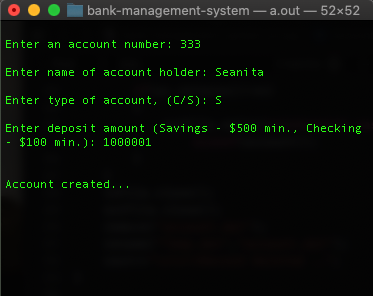 bank-management-system — a.out — 52×52
Enter an account number: 333
Enter name of account holder: Seanita
Enter type of account, (C/S): S
Enter deposit amount (Savings - $500 min., Checking
- $100 min.): 1000001
Account created...